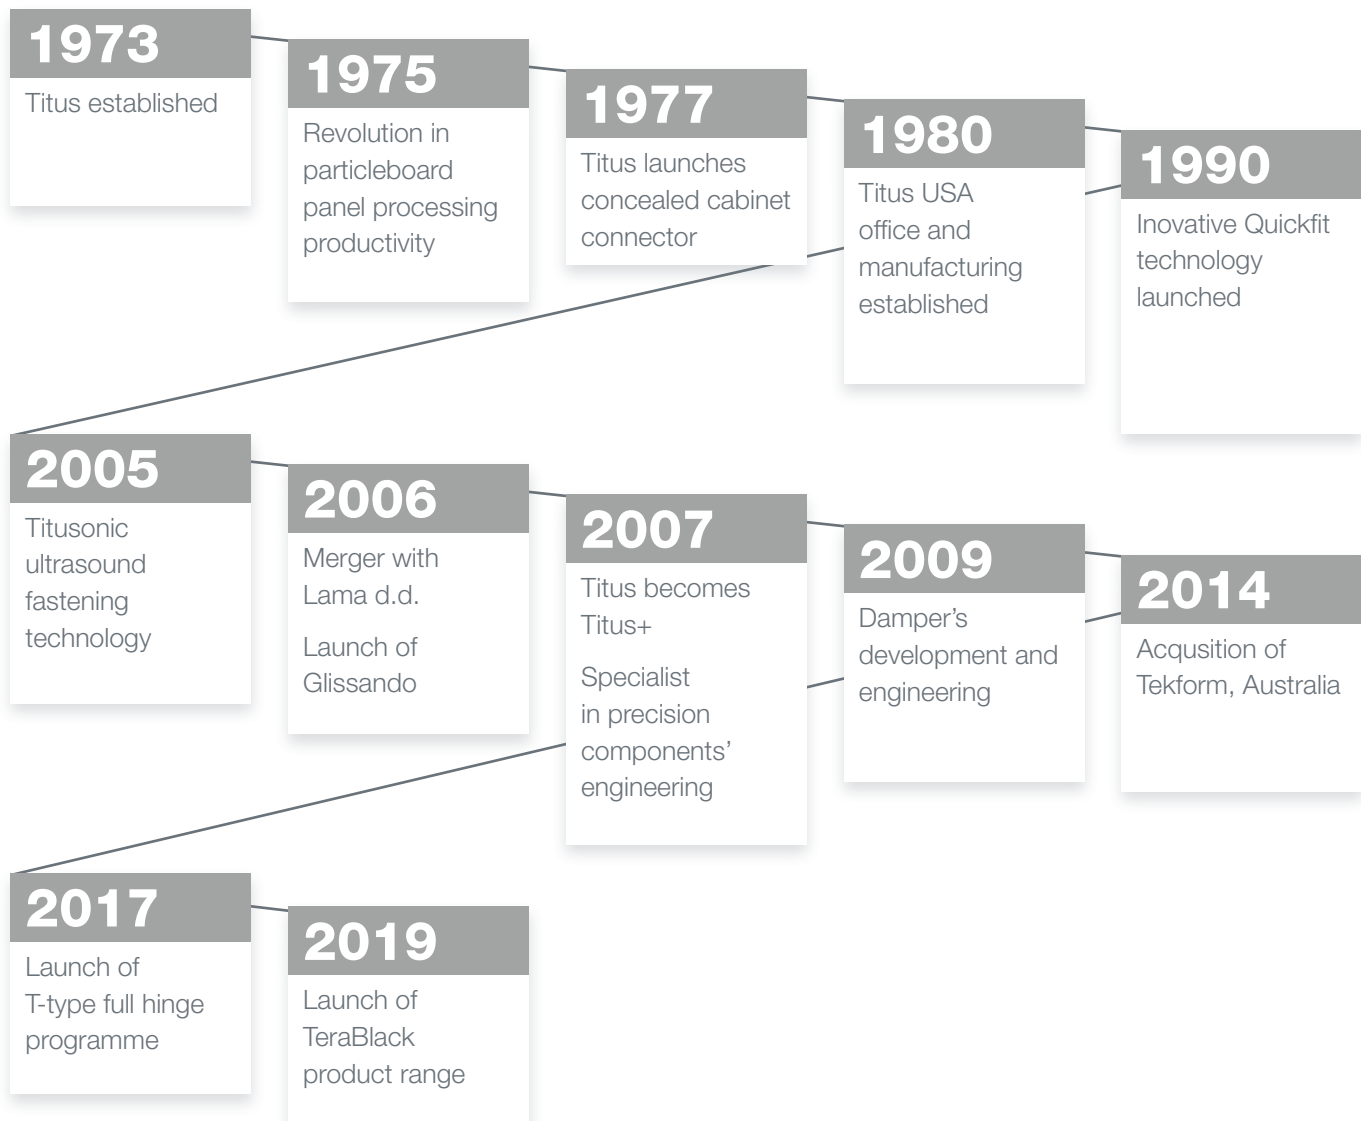 1973
Titus established
1975
Revolution in
particleboard
panel processing
productivity
1977
Titus launches
concealed cabinet
connector
1980
Titus USA
office and
manufacturing
established
1990
Inovative Quickfit
technology
launched
2005
Titusonic
ultrasound
fastening
technology
2006
Merger with
Lama d.d.
Launch of
Glissando
2007
Titus becomes
Titus+
Specialist
in precision
components’
engineering
2009
Damper’s
development and
engineering
2014
Acqusition of
Tekform, Australia
2017
Launch of
T-type full hinge
programme
2019
Launch of
TeraBlack
product range